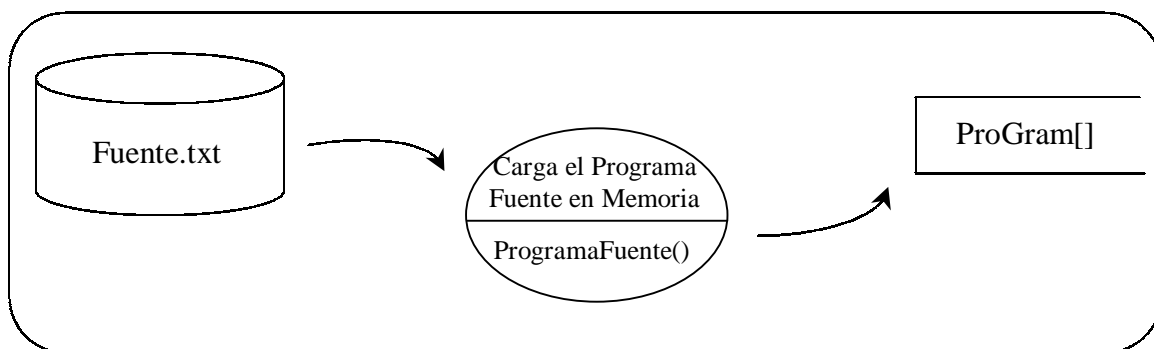 Fuente.txt
Carga el Programa
Fuente en Memoria
ProgramaFuente()
ProGram[]